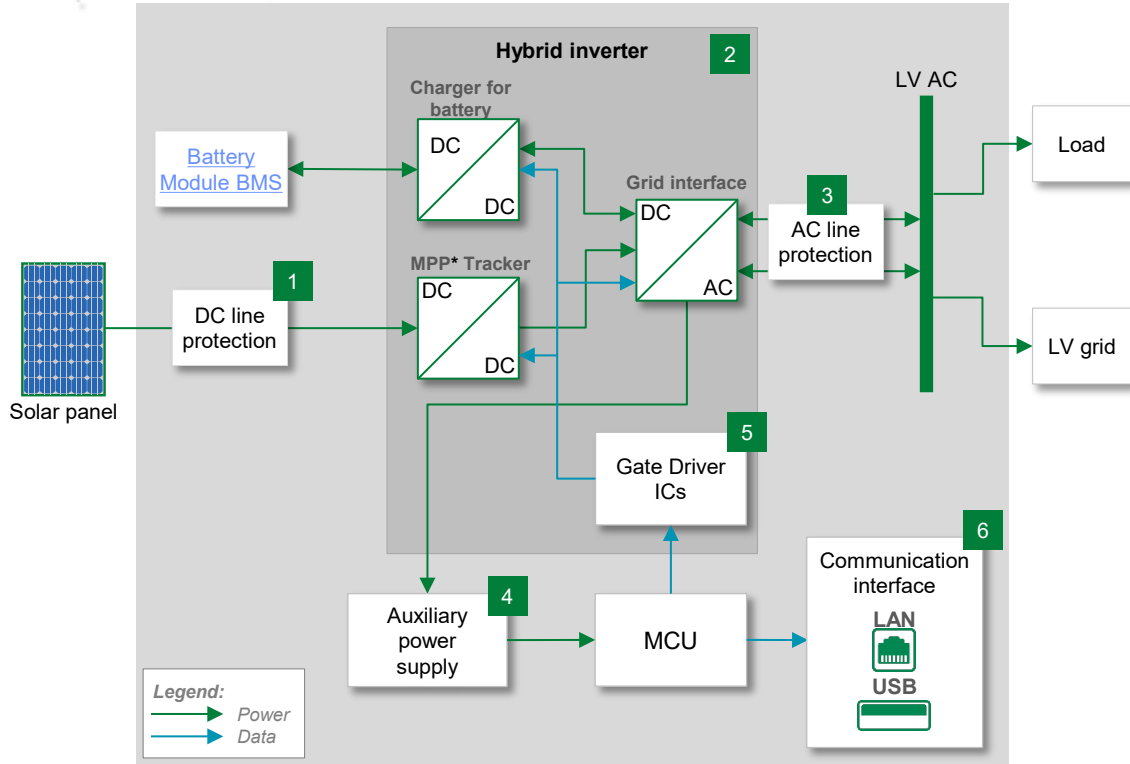 Hybrid inverter
2
Charger for
battery
DC
DC
Battery
Module BMS
LV AC
Load
Grid interface
DC
AC
3
AC line
protection
MPP* Tracker
DC
DC
1
DC line
protection
Solar panel
LV grid
5
Gate Driver
ICs
4
Auxiliary
power
supply
MCU
6
Communication
interface
LAN
USB
Legend:
Power
Data